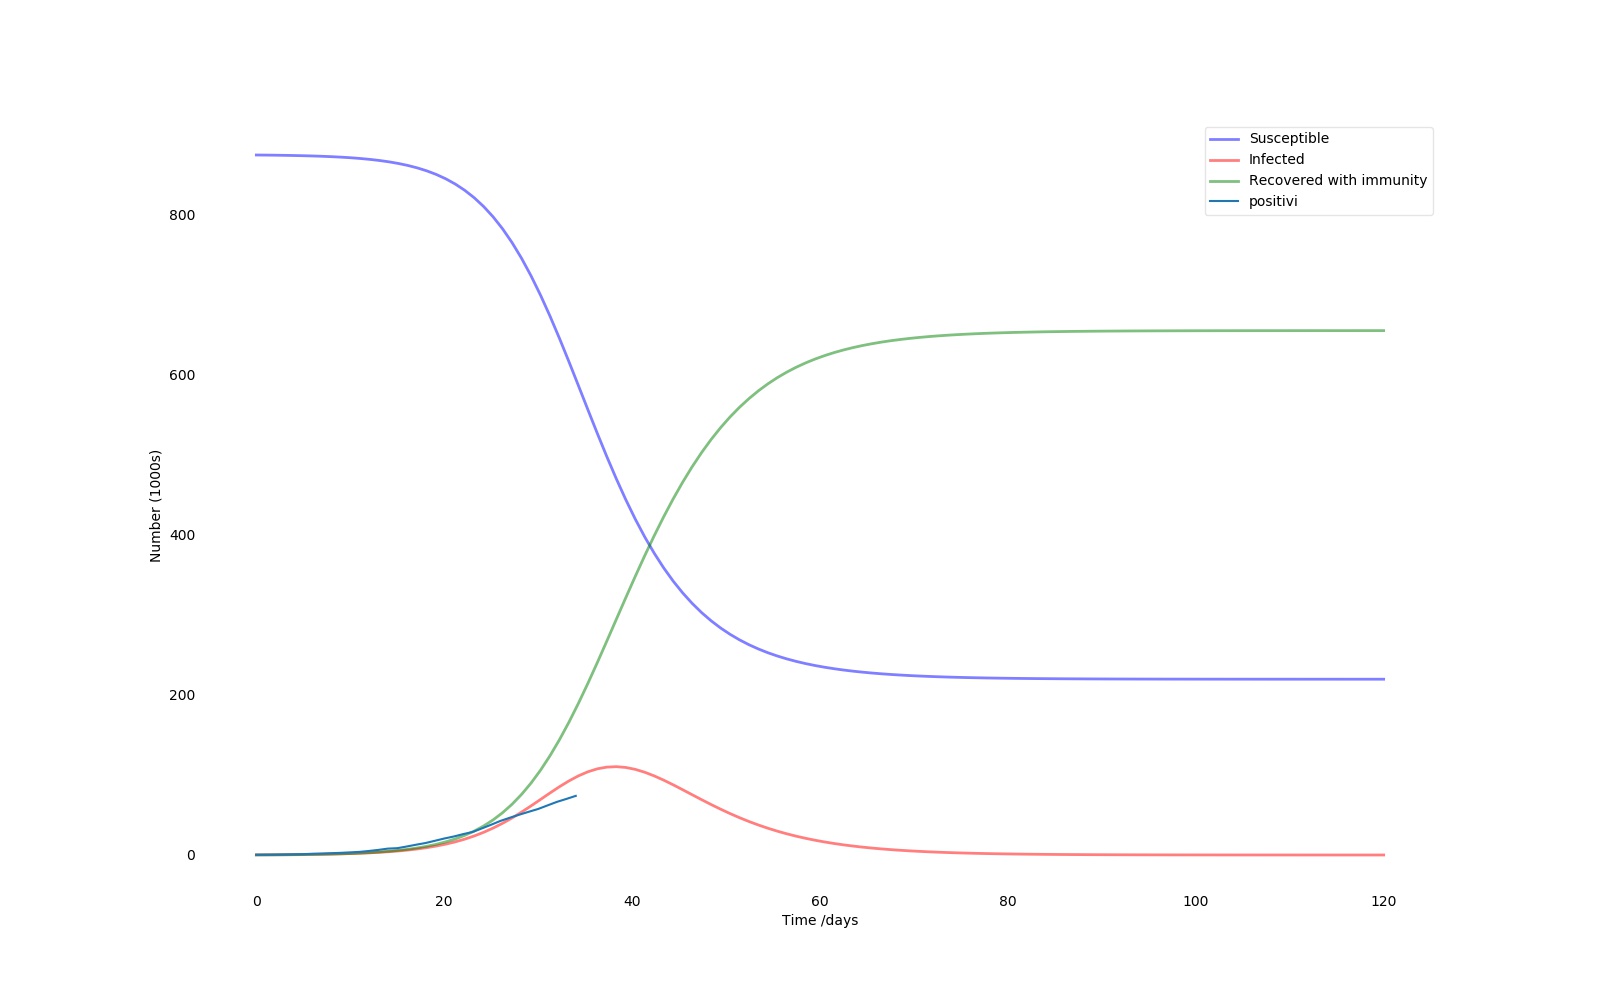 Susceptible
Infected
Recovered with immunity
positivi
800
600
400
200
0
Number (1000s)
0 20 40 60 80 100 120
Time /days